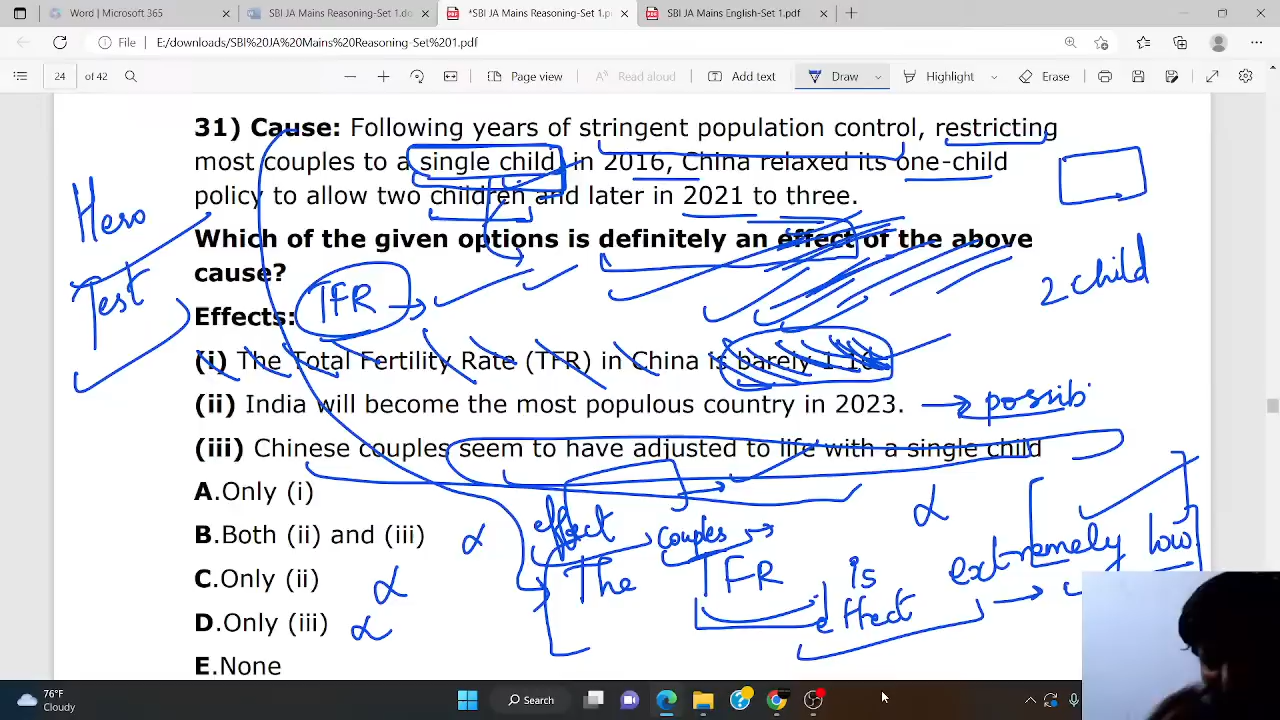 Word | Microsoft 365
SBI JA Mains Reasoning-Set 1.do
*SBI JA Mains Reasoning-Set 1.p
SBI JA Mains English-Set 1.pdf
File E:/downloads/SBI%20JA%20Mains%20Reasoning-Set%201.pdf
24 of 42 Page view Read aloud Add text Draw Highlight Erase
31) Cause: Following years of stringent population control, restricting
most couples to a single child, in 2016, China relaxed its one-child
policy to allow two children and later in 2021 to three.
Which of the given options is definitely an effect of the above
cause?
Effects:
(i) The Total Fertility Rate (TFR) in China is barely
(ii) India will become the most populous country in 2023.
(iii) Chinese couples seem to have adjusted to life with a single child
A.Only (i)
B.Both (ii) and (iii)
C.Only (ii)
D.Only (iii)
E.None
Hero
Test
TFR
2 child
possib
effect couples
The TFR is extremely low
effect
76°F
Cloudy
Search